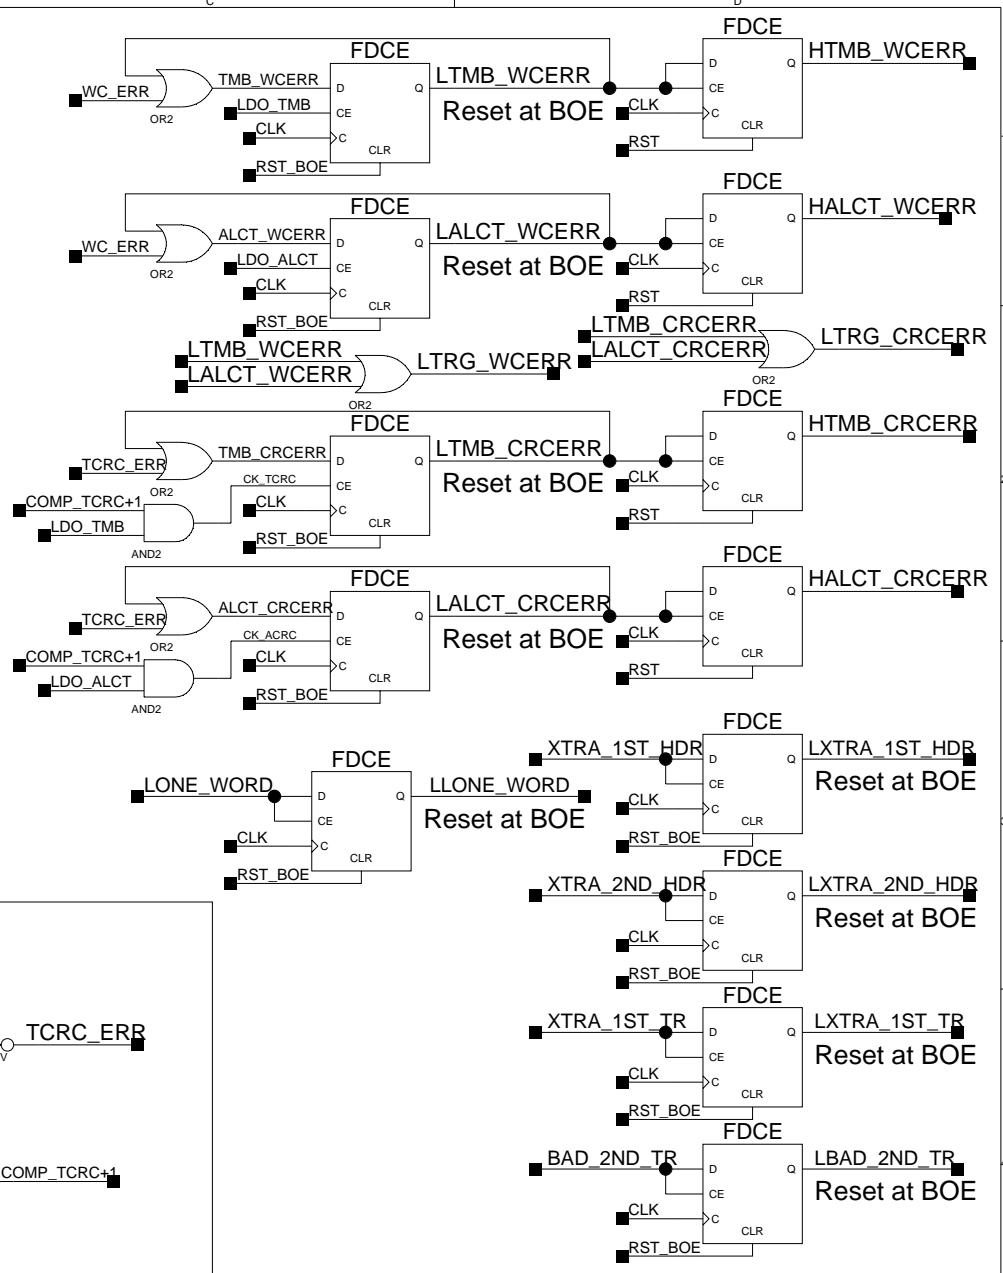 C
D
FDCE
FDCE
WC_ERR
OR2
TMB_WCERR
LDO_TMB
CLK
RST_BOE
D
CE
C
Q
CLR
LTMB_WCERR
Reset at BOE
CLK
RST
D
CE
C
Q
CLR
HTMB_WCERR
FDCE
FDCE
WC_ERR
OR2
ALCT_WCERR
LDO_ALCT
CLK
RST_BOE
D
CE
C
Q
CLR
LALCT_WCERR
Reset at BOE
CLK
RST
D
CE
C
Q
CLR
HALCT_WCERR
LTMB_WCERR
LALCT_WCERR
OR2
LTRG_WCERR
LTMB_CRCERR
LALCT_CRCERR
OR2
LTRG_CRCERR
FDCE
FDCE
TCRC_ERR
OR2
COMP_TCRC+1
LDO_TMB
AND2
TMB_CRCERR
CK_TCRC
CLK
RST_BOE
D
CE
C
Q
CLR
LTMB_CRCERR
Reset at BOE
CLK
RST
D
CE
C
Q
CLR
HTMB_CRCERR
FDCE
FDCE
TCRC_ERR
OR2
COMP_TCRC+1
LDO_ALCT
AND2
ALCT_CRCERR
CK_ACRC
CLK
RST_BOE
D
CE
C
Q
CLR
LALCT_CRCERR
Reset at BOE
CLK
RST
D
CE
C
Q
CLR
HALCT_CRCERR
FDCE
LONE_WORD
CLK
RST_BOE
D
CE
C
Q
CLR
LLONE_WORD
Reset at BOE
FDCE
XTRA_1ST_HDR
CLK
RST_BOE
D
CE
C
Q
CLR
LXTRA_1ST_HDR
Reset at BOE
FDCE
XTRA_2ND_HDR
CLK
RST_BOE
D
CE
C
Q
CLR
LXTRA_2ND_HDR
Reset at BOE
FDCE
XTRA_1ST_TR
CLK
RST_BOE
D
CE
C
Q
CLR
LXTRA_1ST_TR
Reset at BOE
FDCE
BAD_2ND_TR
CLK
RST_BOE
D
CE
C
Q
CLR
LBAD_2ND_TR
Reset at BOE
V
TCRC_ERR
COMP_TCRC+1